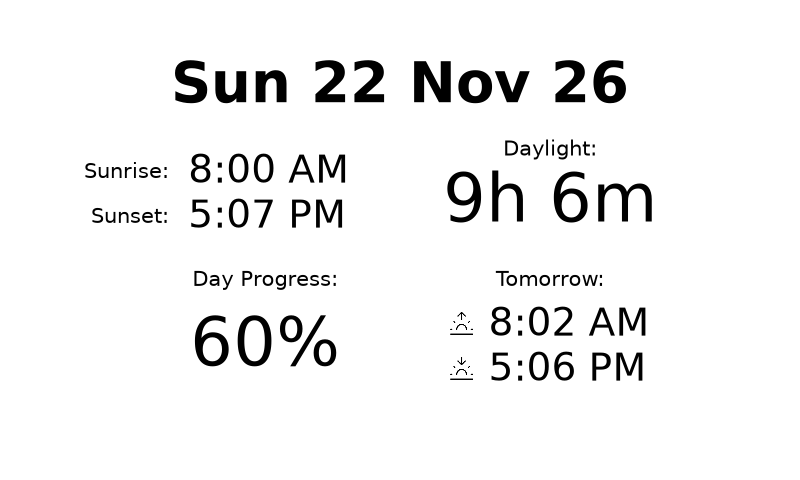 Sun 22 Nov 26
Sunrise: 8:00 AM
Sunset: 5:07 PM
Daylight:
9h 6m
Day Progress:
60%
Tomorrow:
8:02 AM
5:06 PM